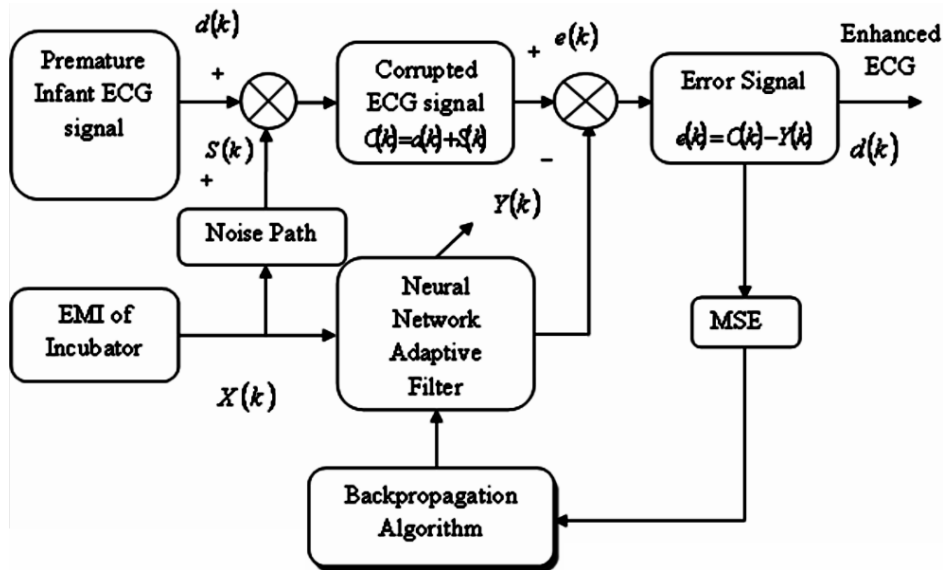 Premature
Infant ECG
signal
d(k)
+
S(k)
+
Noise Path
EMI of
Incubator
X(k)
Corrupted
ECG signal
C(k)=d(k)+S(k)
+
e(k)
−
Y(k)
Neural
Network
Adaptive
Filter
Error Signal
e(k)=C(k)−Y(k)
Enhanced
ECG
d(k)
MSE
Backpropagation
Algorithm